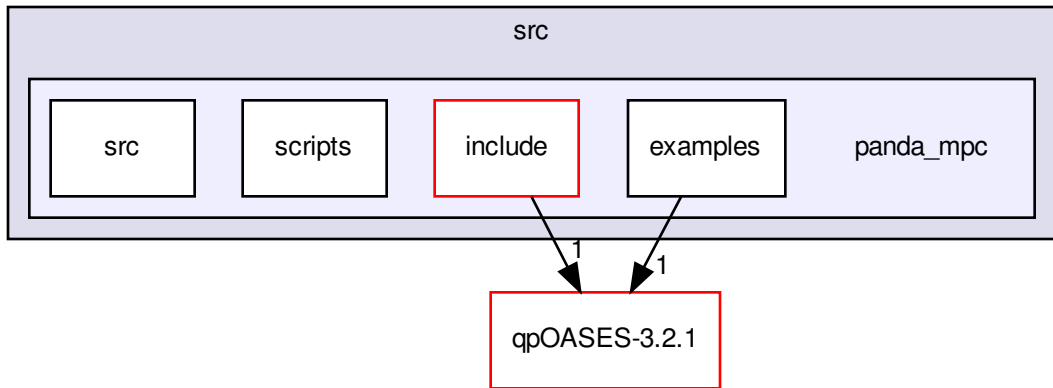 src
src
scripts
include
examples
panda_mpc
1
1
qpOASES-3.2.1